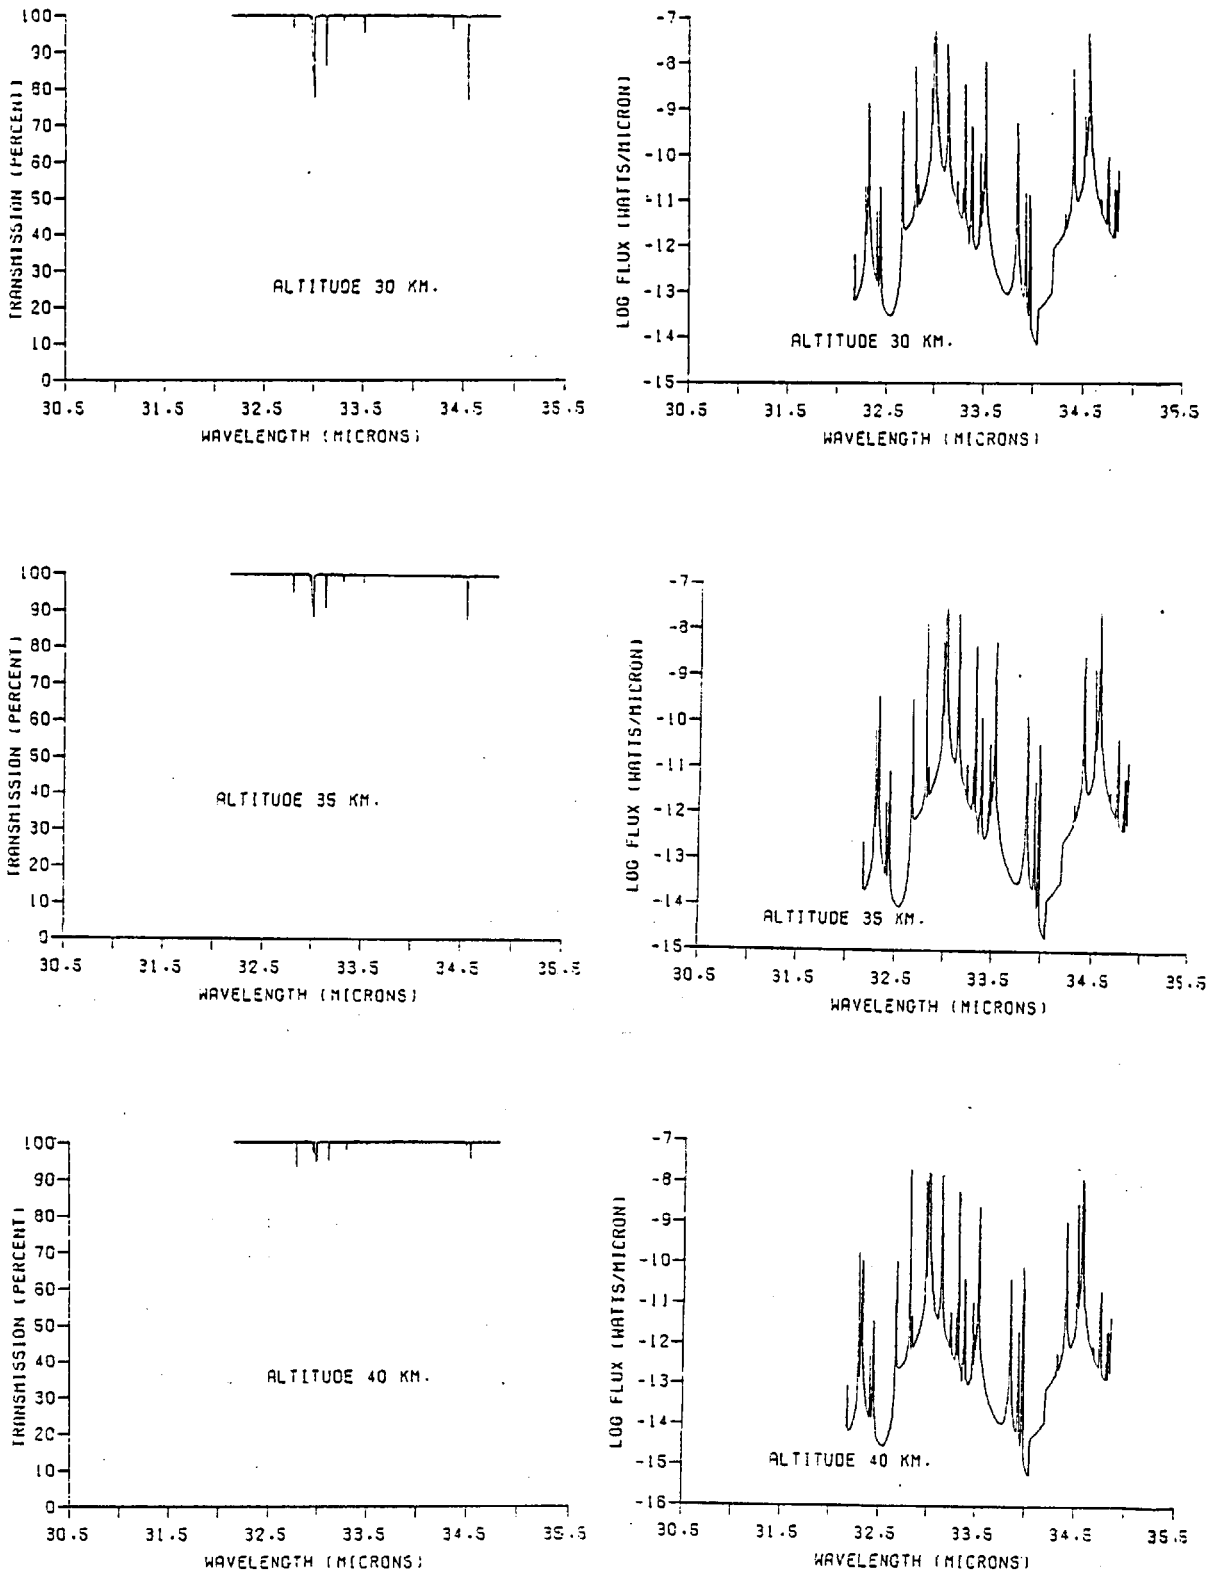 TRANSMISSION (PERCENT)
100
90
80
70
60
50
40
30
20
10
0
ALTITUDE 30 KM.
30.5 31.5 32.5 33.5 34.5 35.5
WAVELENGTH (MICRONS)
LOG FLUX (WATTS/MICRON)
-7
-8
-9
-10
-11
-12
-13
-14
-15
ALTITUDE 30 KM.
30.5 31.5 32.5 33.5 34.5 35.5
WAVELENGTH (MICRONS)
TRANSMISSION (PERCENT)
100
90
80
70
60
50
40
30
20
10
0
ALTITUDE 35 KM.
30.5 31.5 32.5 33.5 34.5 35.5
WAVELENGTH (MICRONS)
LOG FLUX (WATTS/MICRON)
-7
-8
-9
-10
-11
-12
-13
-14
-15
ALTITUDE 35 KM.
30.5 31.5 32.5 33.5 34.5 35.5
WAVELENGTH (MICRONS)
TRANSMISSION (PERCENT)
100
90
80
70
60
50
40
30
20
10
0
ALTITUDE 40 KM.
30.5 31.5 32.5 33.5 34.5 35.5
WAVELENGTH (MICRONS)
LOG FLUX (WATTS/MICRON)
-7
-8
-9
-10
-11
-12
-13
-14
-15
-16
ALTITUDE 40 KM.
30.5 31.5 32.5 33.5 34.5 35.5
WAVELENGTH (MICRONS)